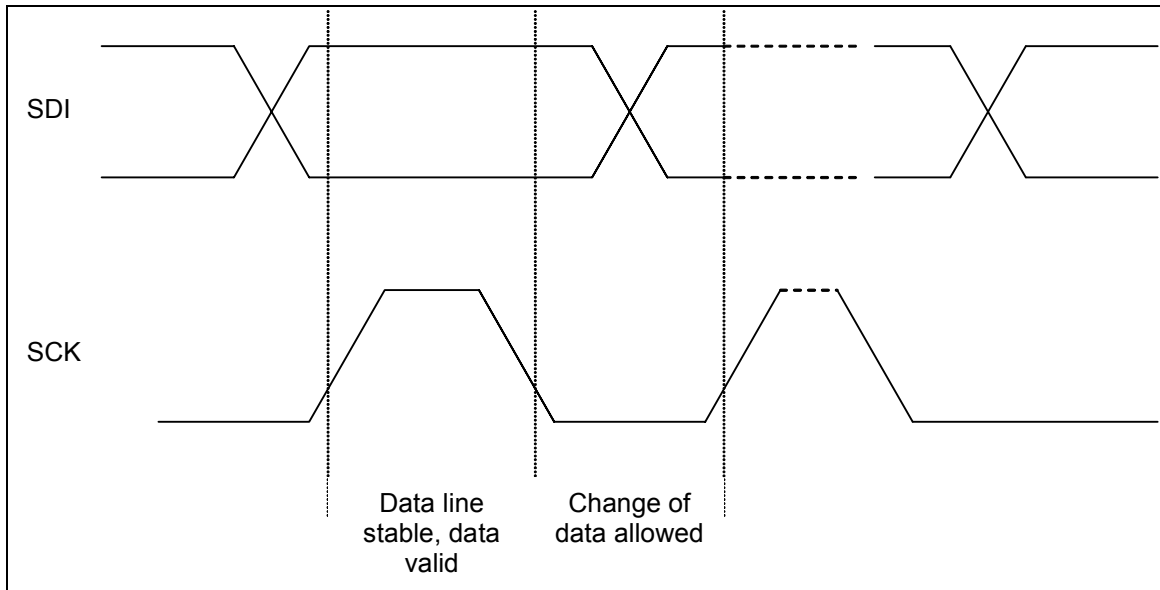 SDI
SCK
Data line
stable, data
valid
Change of
data allowed